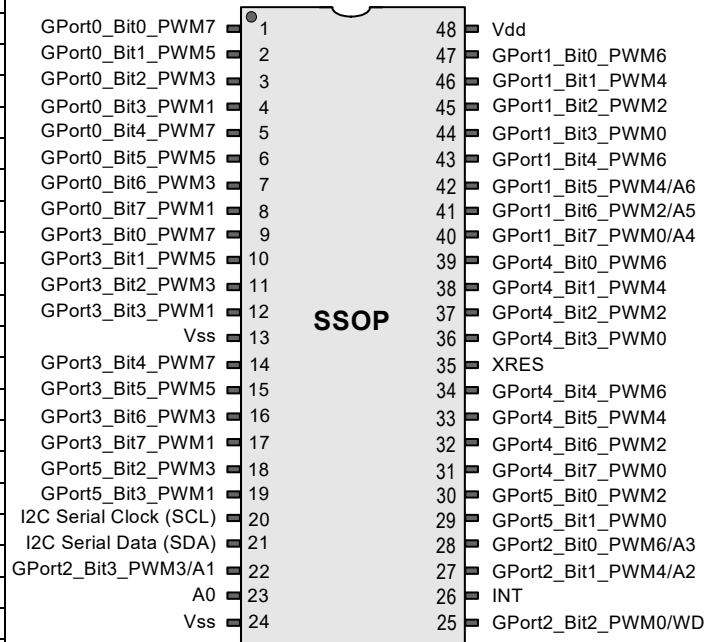 GPort0_Bit0_PWM7 1 48 Vdd
GPort0_Bit1_PWM5 2 47 GPort1_Bit0_PWM6
GPort0_Bit2_PWM3 3 46 GPort1_Bit1_PWM4
GPort0_Bit3_PWM1 4 45 GPort1_Bit2_PWM2
GPort0_Bit4_PWM7 5 44 GPort1_Bit3_PWM0
GPort0_Bit5_PWM5 6 43 GPort1_Bit4_PWM6
GPort0_Bit6_PWM3 7 42 GPort1_Bit5_PWM4/A6
GPort0_Bit7_PWM1 8 41 GPort1_Bit6_PWM2/A5
GPort3_Bit0_PWM7 9 40 GPort1_Bit7_PWM0/A4
GPort3_Bit1_PWM5 10 39 GPort4_Bit0_PWM6
GPort3_Bit2_PWM3 11 38 GPort4_Bit1_PWM4
GPort3_Bit3_PWM1 12 37 GPort4_Bit2_PWM2
SSOP
Vss 13 36 GPort4_Bit3_PWM0
GPort3_Bit4_PWM7 14 35 XRES
GPort3_Bit5_PWM5 15 34 GPort4_Bit4_PWM6
GPort3_Bit6_PWM3 16 33 GPort4_Bit5_PWM4
GPort3_Bit7_PWM1 17 32 GPort4_Bit6_PWM2
GPort5_Bit2_PWM3 18 31 GPort4_Bit7_PWM0
GPort5_Bit3_PWM1 19 30 GPort5_Bit0_PWM2
I2C Serial Clock (SCL) 20 29 GPort5_Bit1_PWM0
I2C Serial Data (SDA) 21 28 GPort2_Bit0_PWM6/A3
GPort2_Bit3_PWM3/A1 22 27 GPort2_Bit1_PWM4/A2
A0 23 26 INT
Vss 24 25 GPort2_Bit2_PWM0/WD